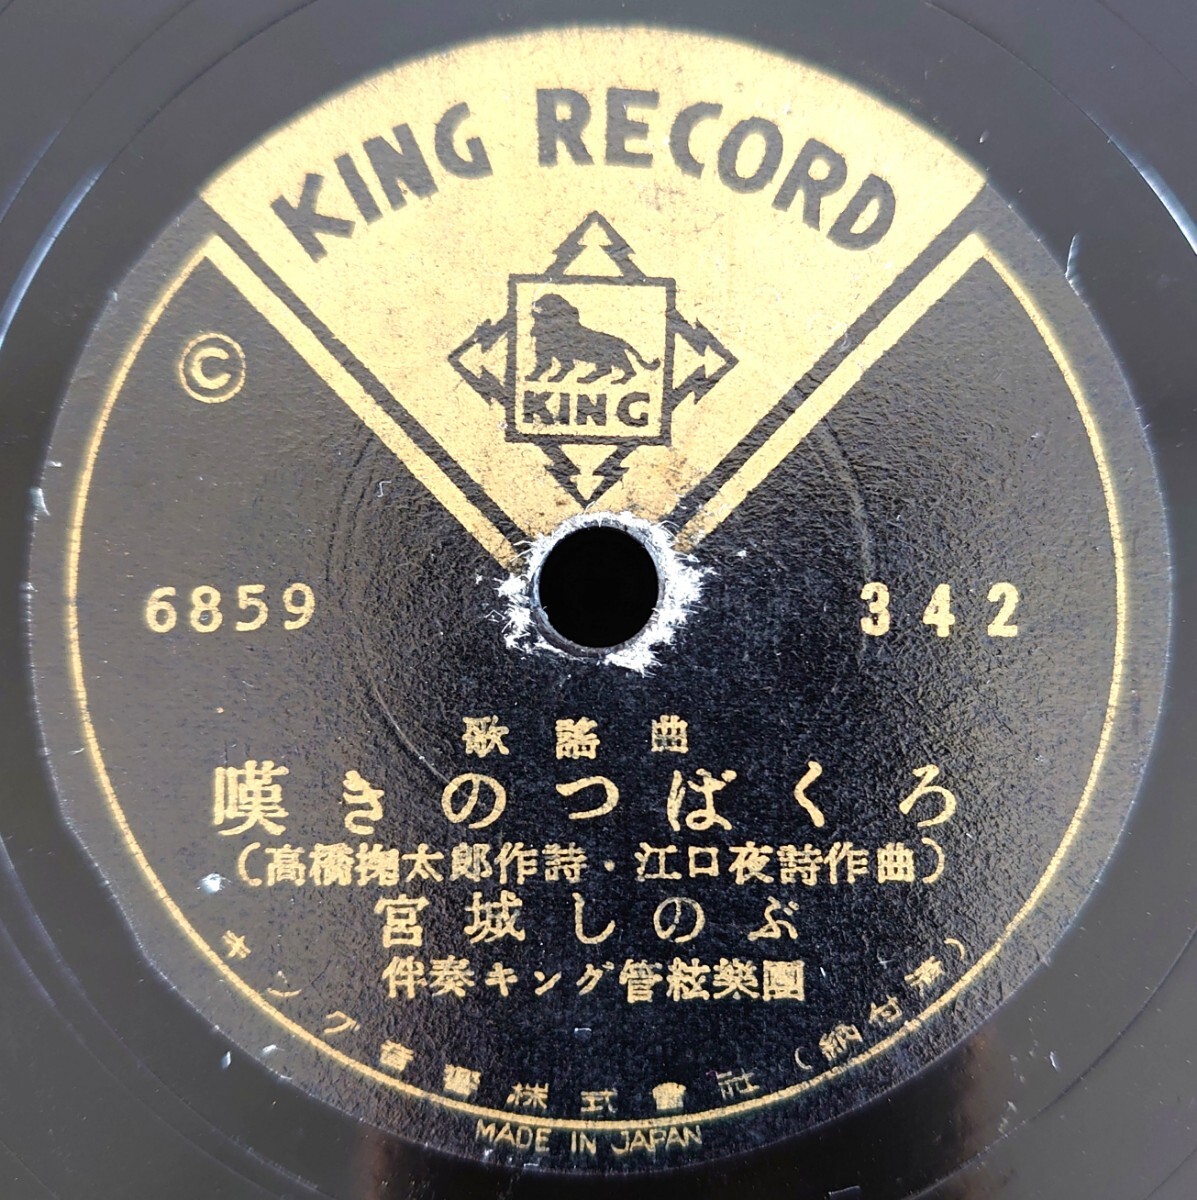 KING RECORD
KING
©
6859
342
歌謡曲
嘆きのつばくろ
(高橋掬太郎作詩・江口夜詩作曲)
宮城しのぶ
伴奏キング管絃楽團
キング音響株式會社(納付済)
MADE IN JAPAN